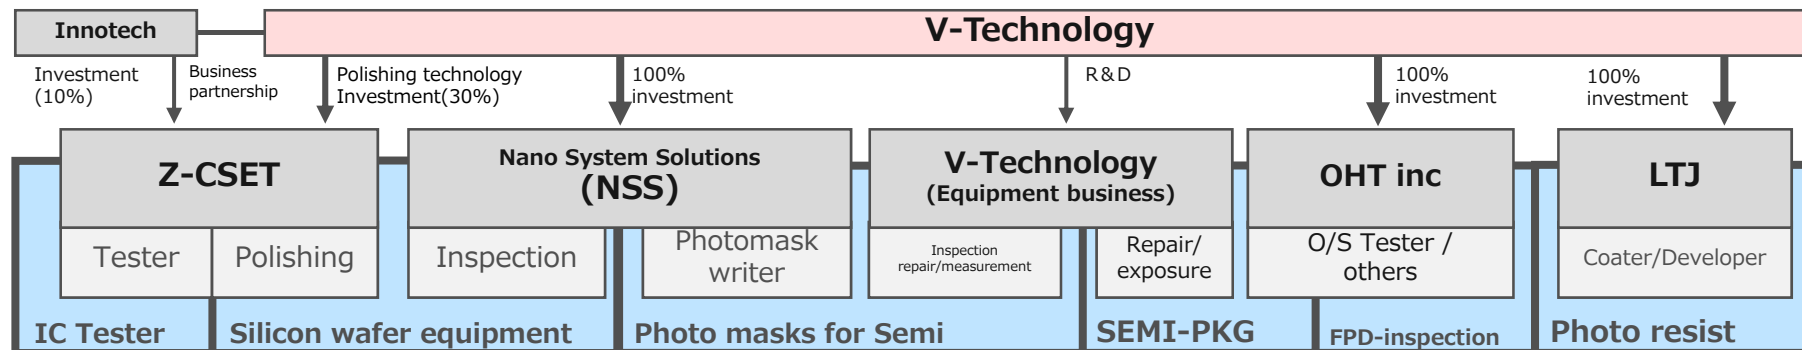 Innotech
V-Technology
Investment
(10%)
Business
partnership
Polishing technology
Investment(30%)
100%
investment
R&D
100%
investment
100%
investment
Z-CSET
Nano System Solutions
(NSS)
V-Technology
(Equipment business)
OHT inc
LTJ
Tester
Polishing
Inspection
Photomask
writer
Inspection
repair/measurement
Repair/
exposure
O/S Tester /
others
Coater/Developer
IC Tester
Silicon wafer equipment
Photo masks for Semi
SEMI-PKG
FPD-inspection
Photo resist